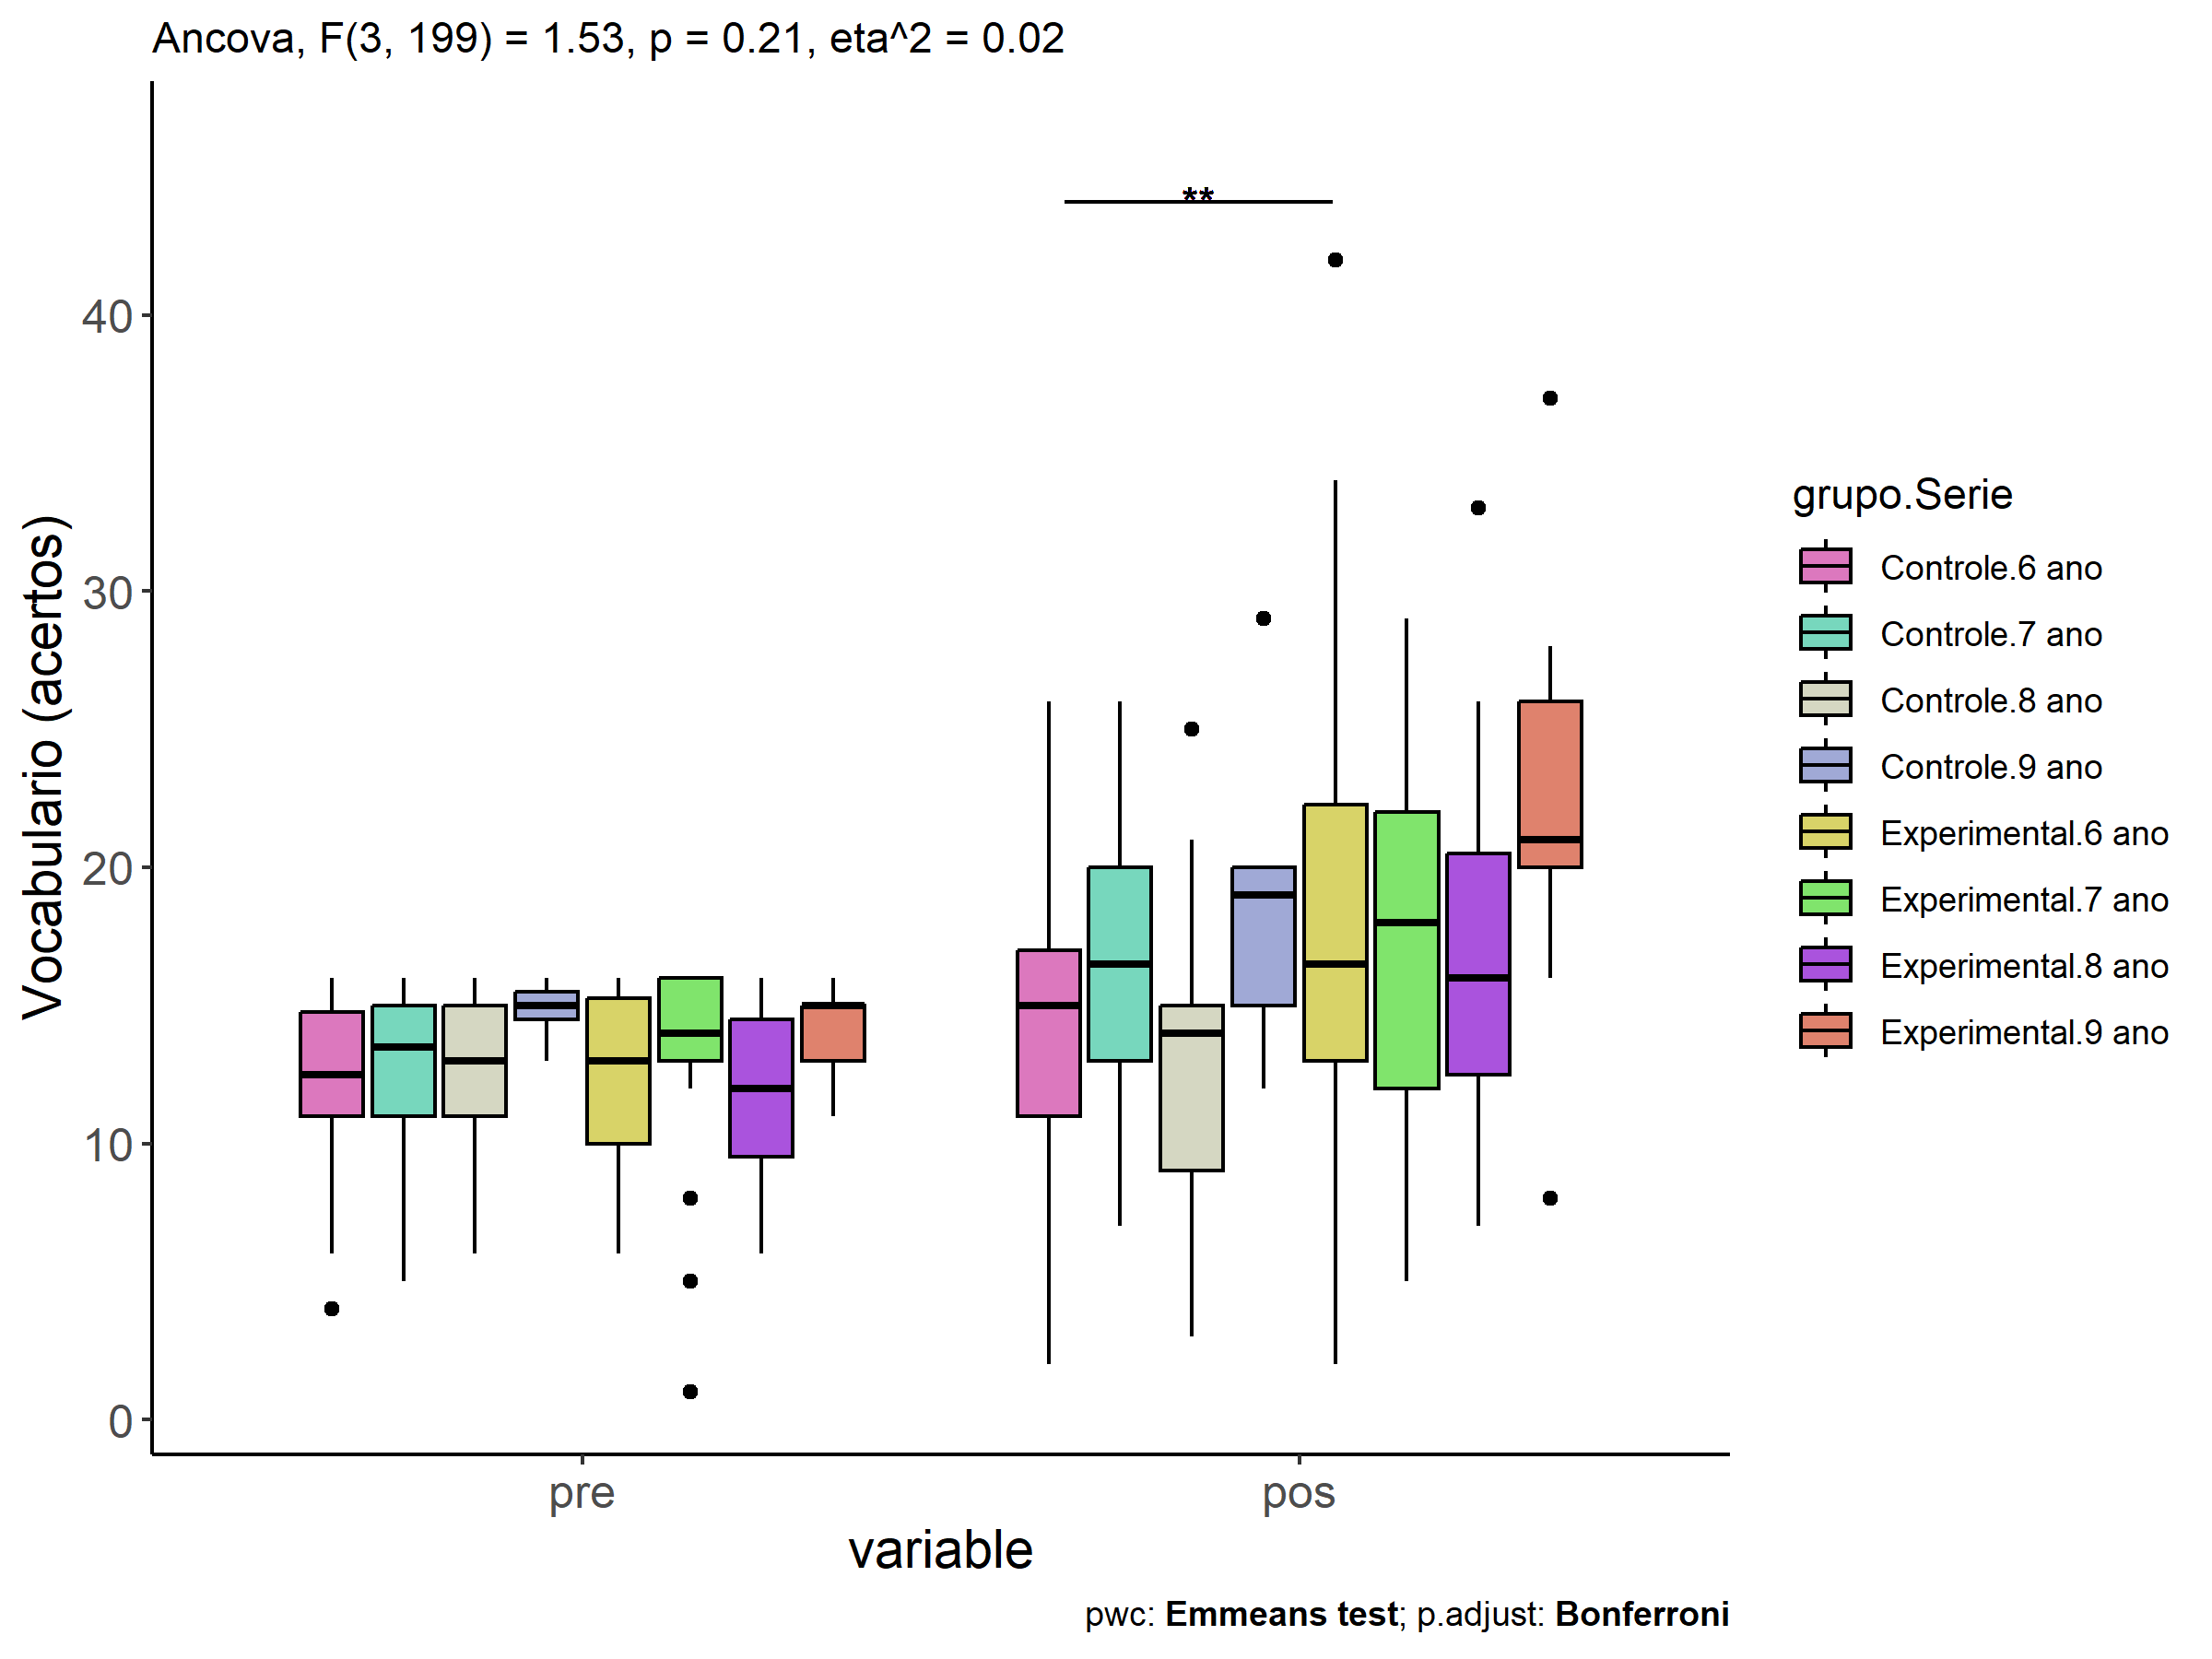 Ancova, F(3, 199) = 1.53, p = 0.21, eta^2 = 0.02
**
Vocabulario (acertos)
40
30
20
10
0
pre
pos
variable
grupo.Serie
Controle.6 ano
Controle.7 ano
Controle.8 ano
Controle.9 ano
Experimental.6 ano
Experimental.7 ano
Experimental.8 ano
Experimental.9 ano
pwc: Emmeans test; p.adjust: Bonferroni